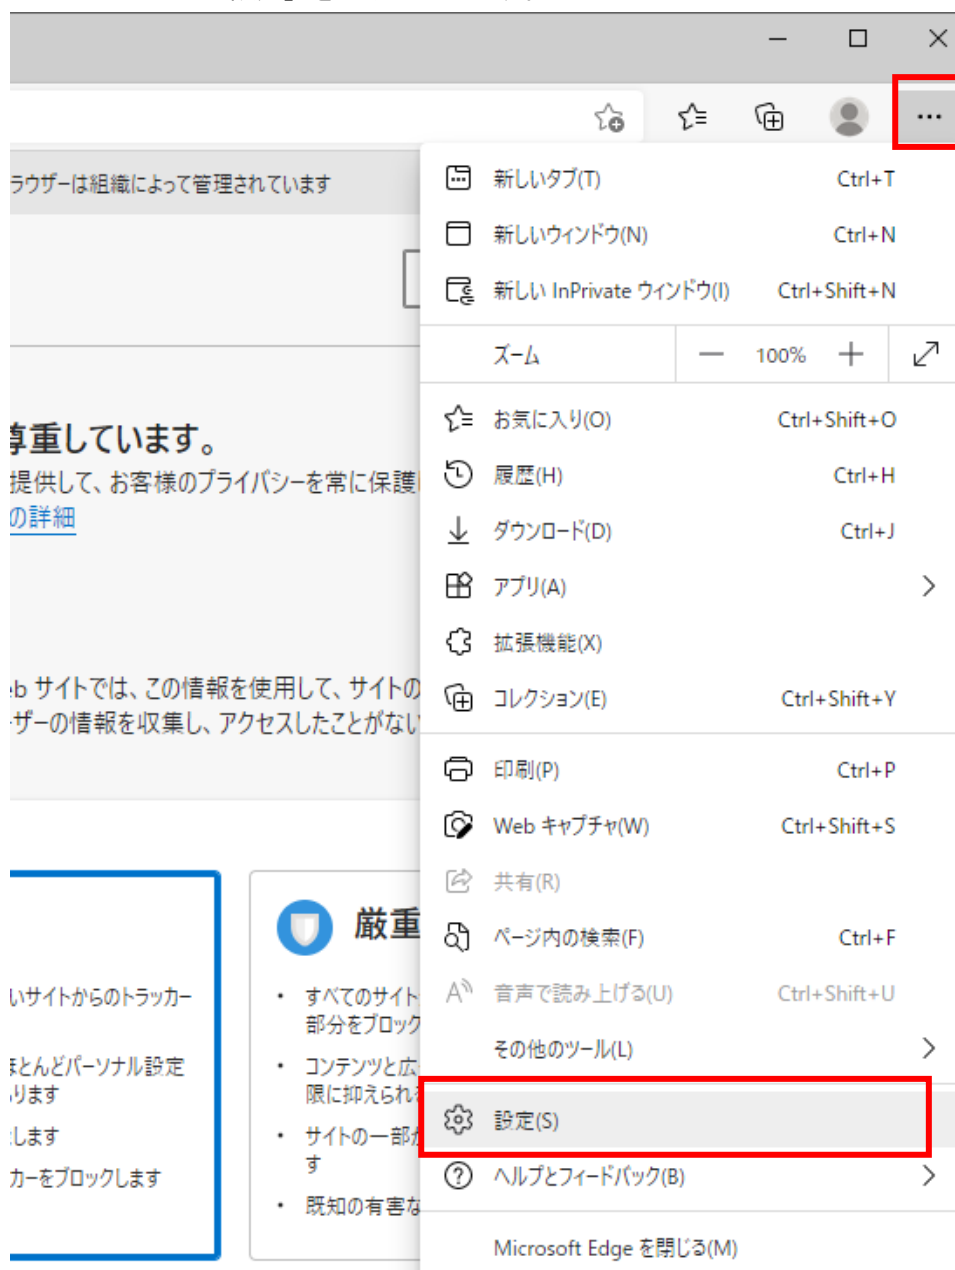 ラウザーは組織によって管理されています
重しています。
提供して、お客様のプライバシーを常に保護
の詳細
サイトでは、この情報を使用して、サイトの
ザーの情報を収集し、アクセスしたことがない
いサイトからのトラッカー
ほとんどパーソナル設定
ります
します
カーをブロックします
厳重
• すべてのサイト
部分をブロック
• コンテンツと広
限に抑えられ
• サイトの一部
す
• 既知の有害な
新しいタブ(T) Ctrl+T
新しいウィンドウ(N) Ctrl+N
新しい InPrivate ウィンドウ(I) Ctrl+Shift+N
ズーム — 100% +
お気に入り(O) Ctrl+Shift+O
履歴(H) Ctrl+H
ダウンロード(D) Ctrl+J
アプリ(A)
拡張機能(X)
コレクション(E) Ctrl+Shift+Y
印刷(P) Ctrl+P
Web キャプチャ(W) Ctrl+Shift+S
共有(R)
ページ内の検索(F) Ctrl+F
音声で読み上げる(U) Ctrl+Shift+U
その他のツール(L)
設定(S)
ヘルプとフィードバック(B)
Microsoft Edge を閉じる(M)